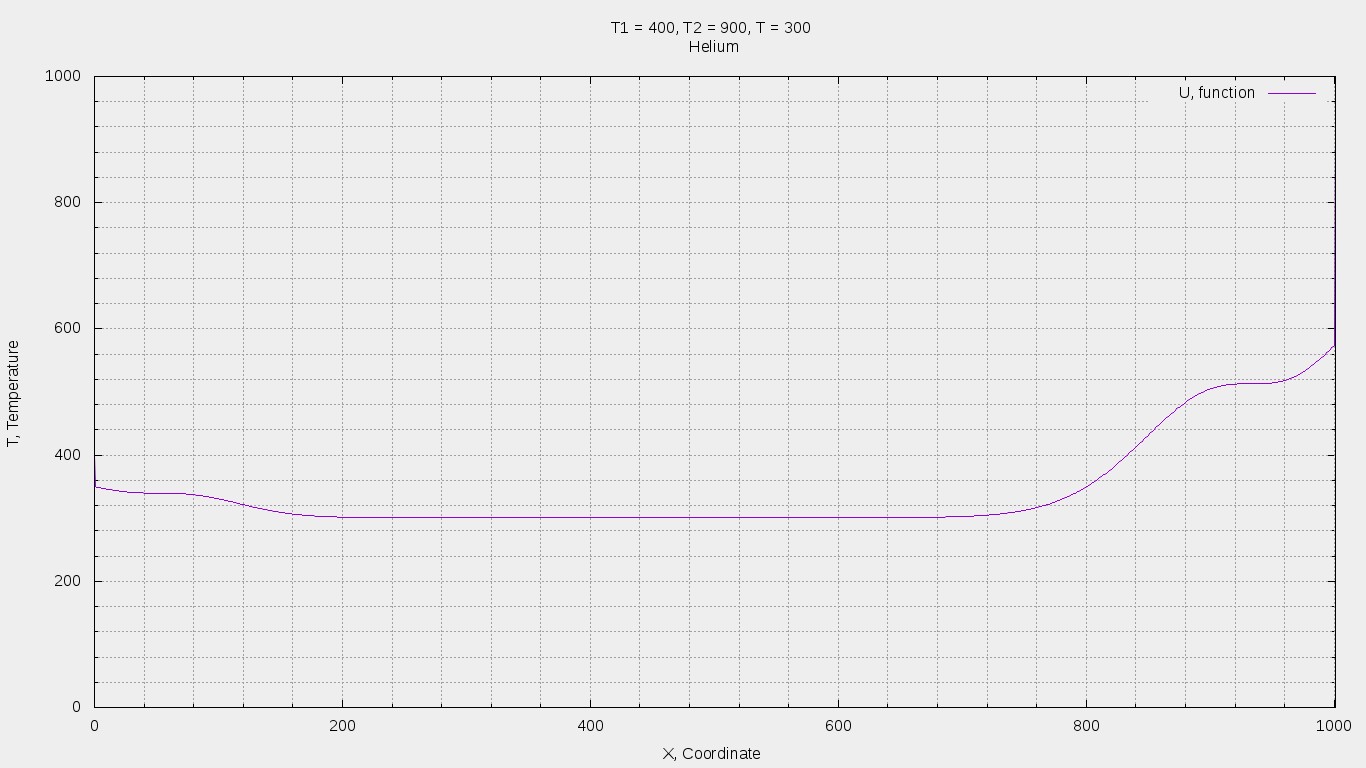 T1 = 400, T2 = 900, T = 300
Helium
U, function
1000
800
600
400
200
0
T, Temperature
0 200 400 600 800 1000
X, Coordinate